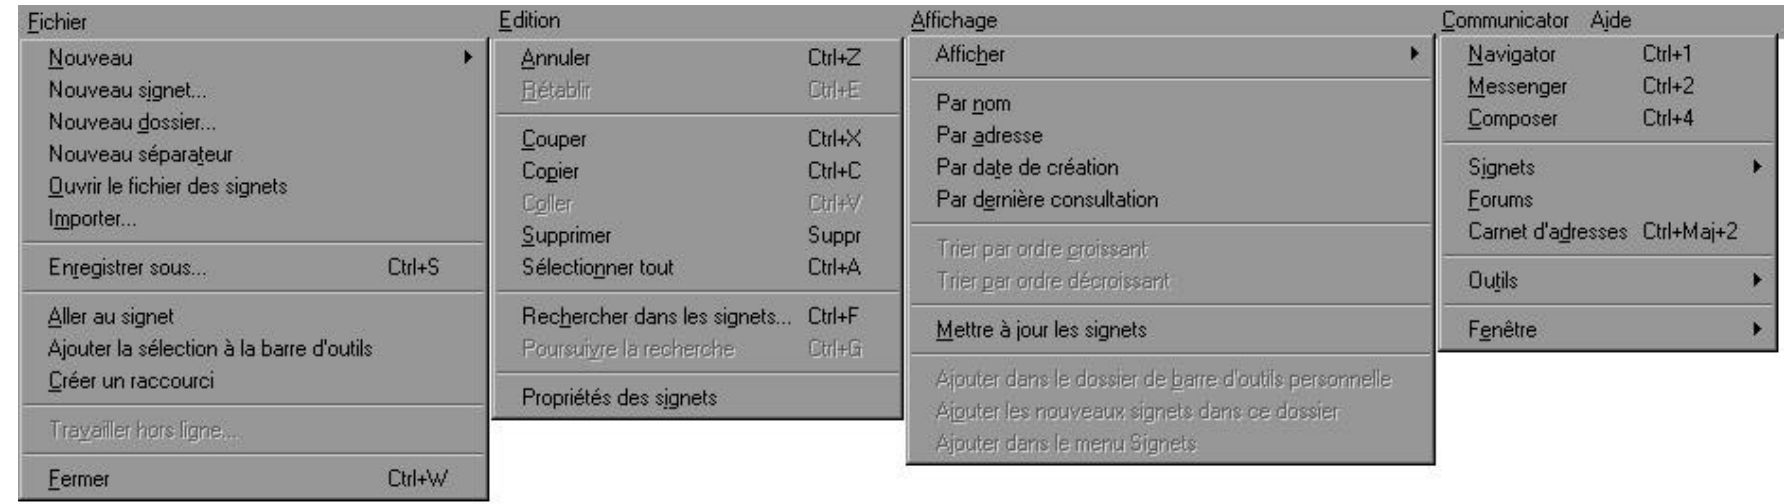 Fichier
Nouveau
Nouveau signet...
Nouveau dossier...
Nouveau séparateur
Ouvrir le fichier des signets
Importer...
Enregistrer sous... Ctrl+S
Aller au signet
Ajouter la sélection à la barre d'outils
Créer un raccourci
Travailler hors ligne...
Fermer Ctrl+W
Edition
Annuler Ctrl+Z
Rétablir Ctrl+E
Couper Ctrl+X
Copier Ctrl+C
Coller Ctrl+V
Supprimer Suppr
Sélectionner tout Ctrl+A
Rechercher dans les signets... Ctrl+F
Poursuivre la recherche Ctrl+G
Propriétés des signets
Affichage
Afficher
Par nom
Par adresse
Par date de création
Par dernière consultation
Trier par ordre croissant
Trier par ordre décroissant
Mettre à jour les signets
Ajouter dans le dossier de barre d'outils personnelle
Ajouter les nouveaux signets dans ce dossier
Ajouter dans le menu Signets
Communicator Aide
Navigator Ctrl+1
Messenger Ctrl+2
Composer Ctrl+4
Signets
Forums
Carnet d'adresses Ctrl+Maj+2
Outils
Fenêtre